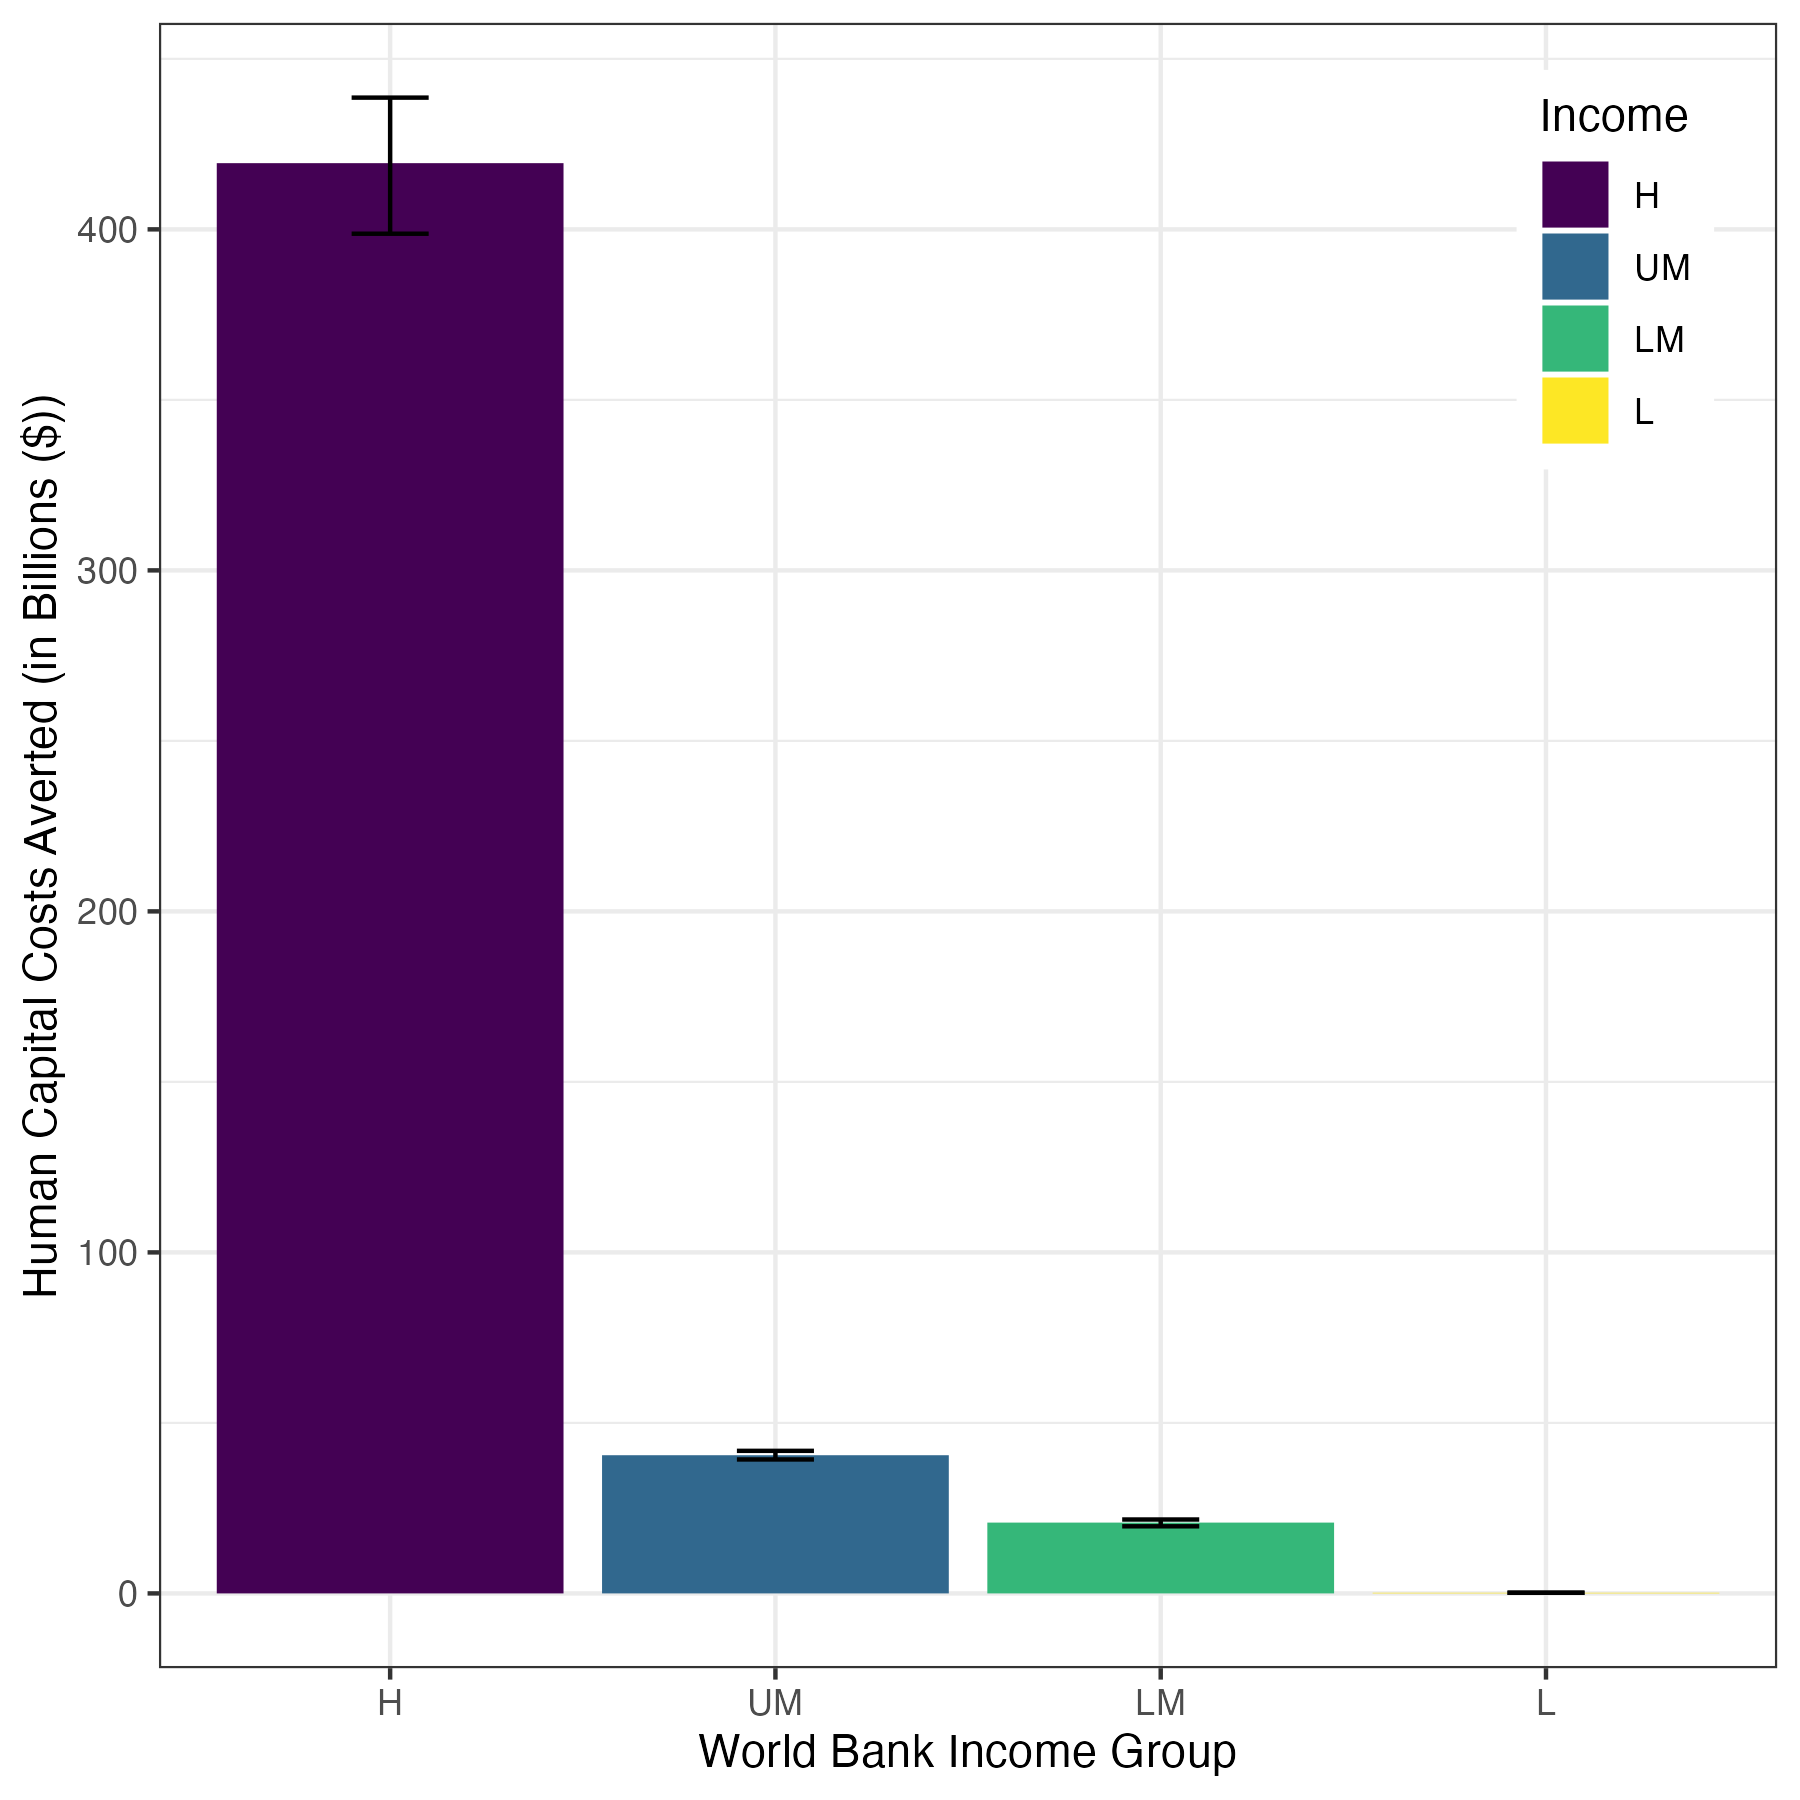 Human Capital Costs Averted (in Billions ($))
400
300
200
100
0
Income
H
UM
LM
L
H
UM
LM
L
World Bank Income Group